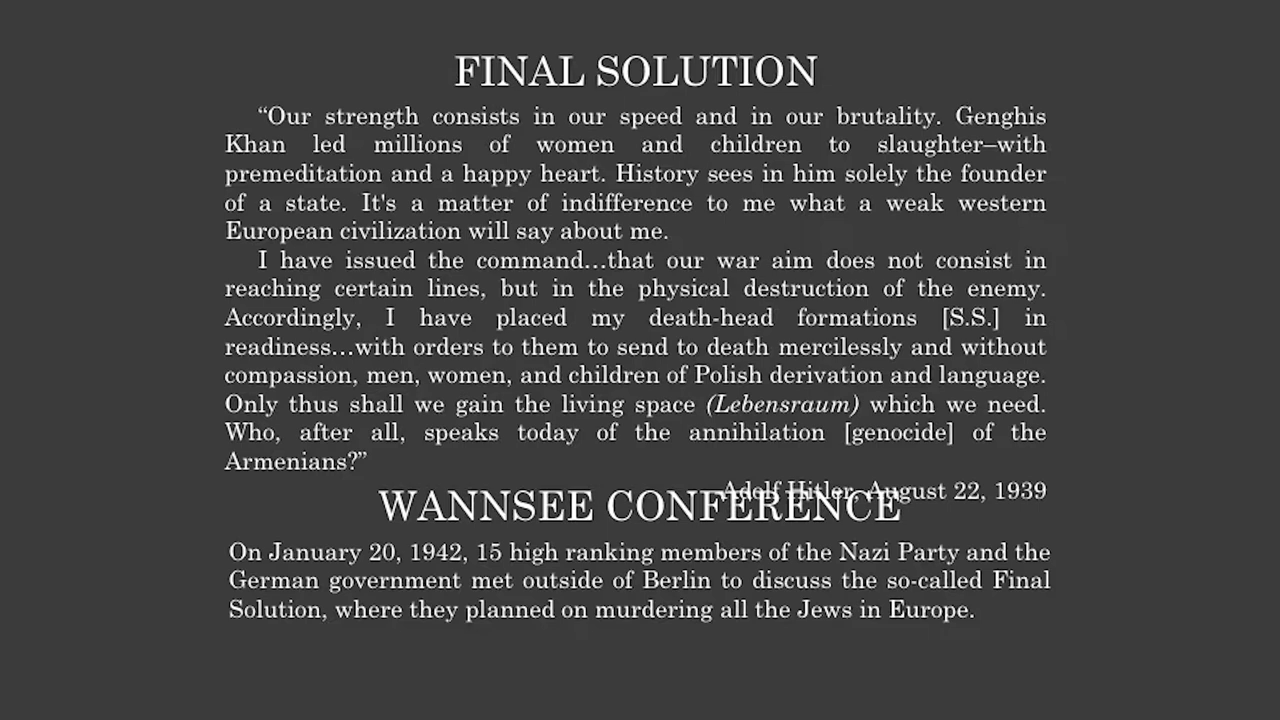 FINAL SOLUTION
“Our strength consists in our speed and in our brutality. Genghis
Khan led millions of women and children to slaughter–with
premeditation and a happy heart. History sees in him solely the founder
of a state. It's a matter of indifference to me what a weak western
European civilization will say about me.
I have issued the command…that our war aim does not consist in
reaching certain lines, but in the physical destruction of the enemy.
Accordingly, I have placed my death-head formations [S.S.] in
readiness…with orders to them to send to death mercilessly and without
compassion, men, women, and children of Polish derivation and language.
Only thus shall we gain the living space (Lebensraum) which we need.
Who, after all, speaks today of the annihilation [genocide] of the
Armenians?”
Adolf Hitler, August 22, 1939
WANNSEE CONFERENCE
On January 20, 1942, 15 high ranking members of the Nazi Party and the
German government met outside of Berlin to discuss the so-called Final
Solution, where they planned on murdering all the Jews in Europe.